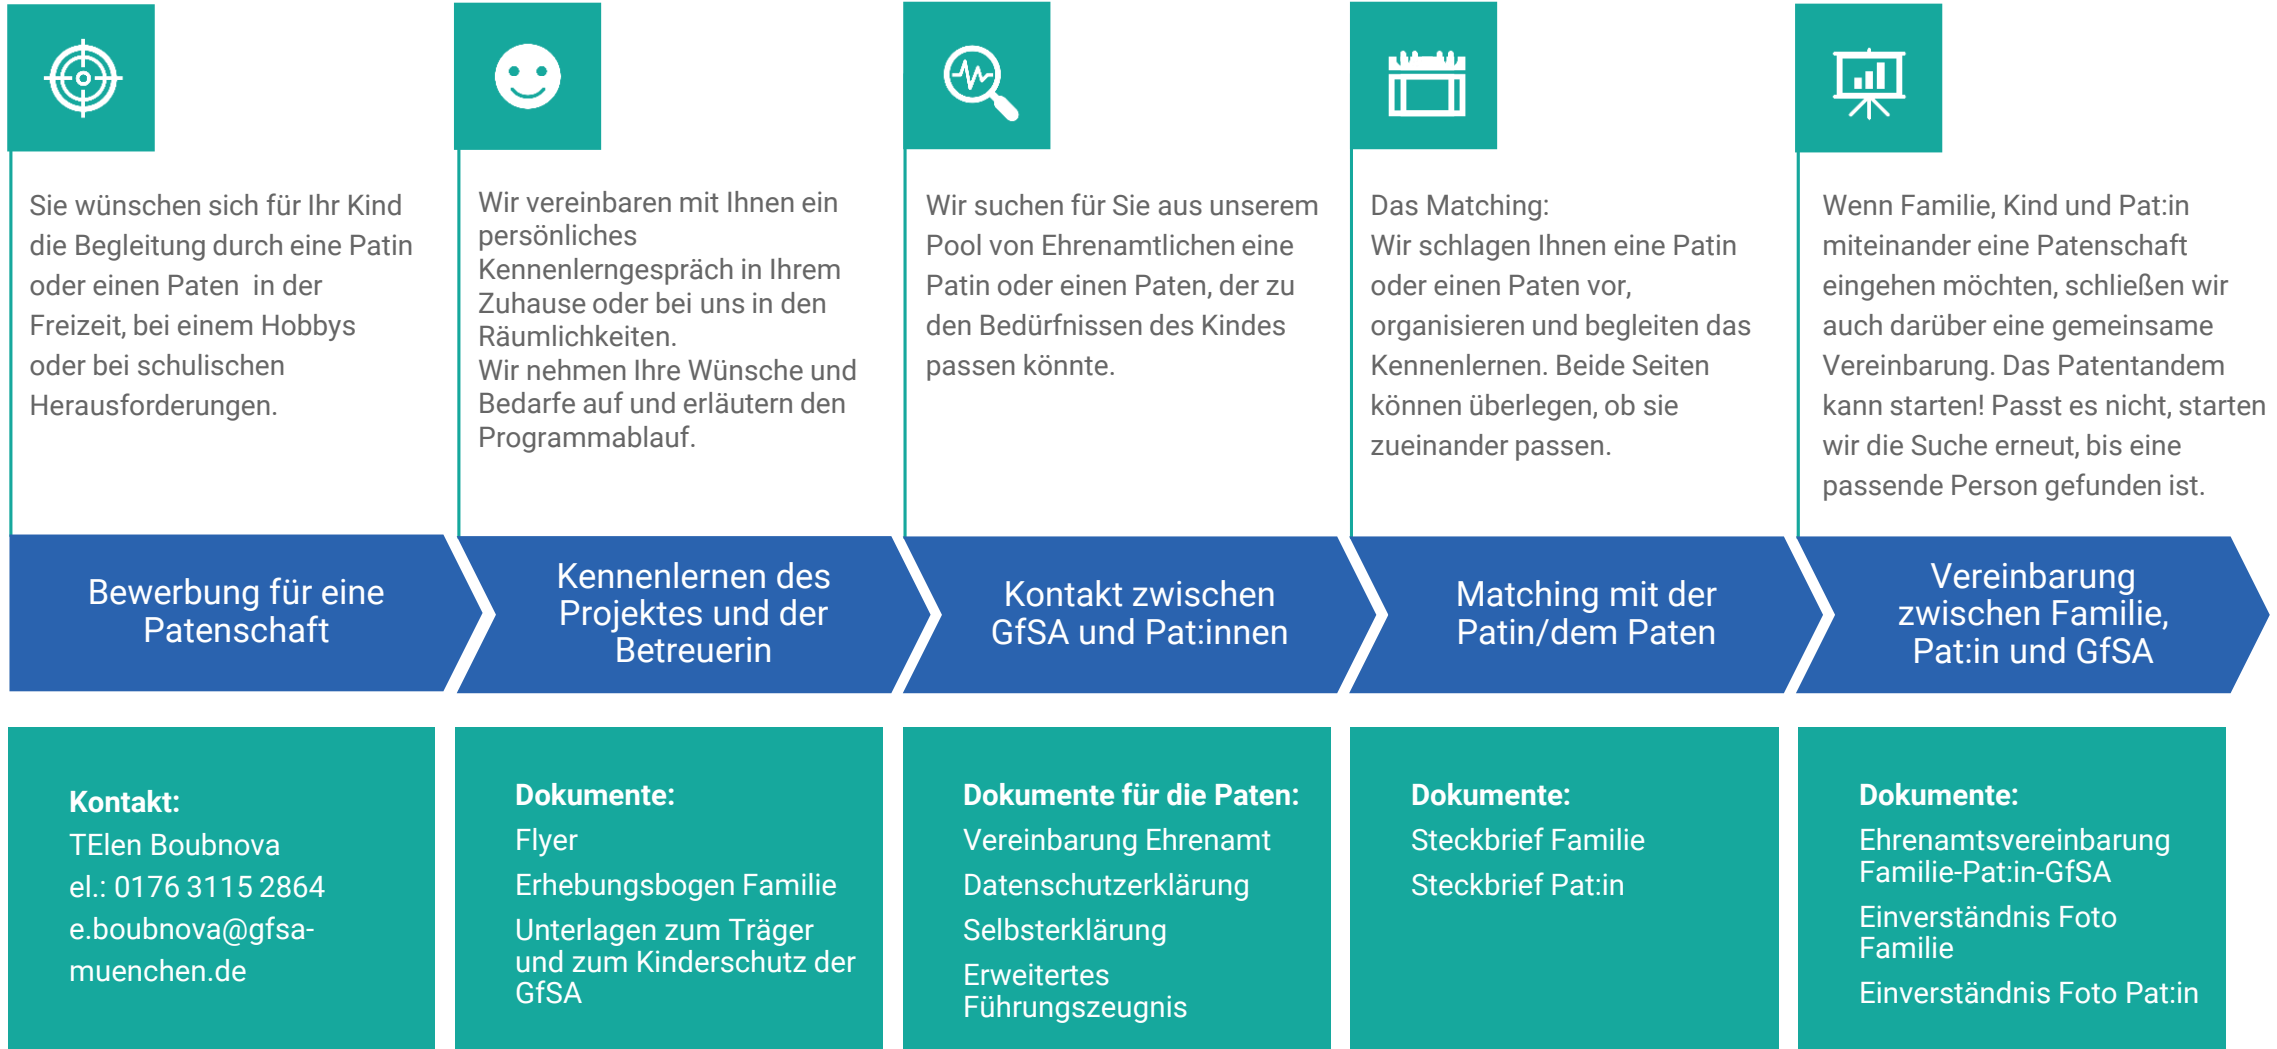 Sie wünschen sich für Ihr Kind
die Begleitung durch eine Patin
oder einen Paten  in der
Freizeit, bei einem Hobbys
oder bei schulischen
Herausforderungen.
Wir vereinbaren mit Ihnen ein
persönliches
Kennenlerngespräch in Ihrem
Zuhause oder bei uns in den
Räumlichkeiten.
Wir nehmen Ihre Wünsche und
Bedarfe auf und erläutern den
Programmablauf.
Wir suchen für Sie aus unserem
Pool von Ehrenamtlichen eine
Patin oder einen Paten, der zu
den Bedürfnissen des Kindes
passen könnte.
Das Matching:
Wir schlagen Ihnen eine Patin
oder einen Paten vor,
organisieren und begleiten das
Kennenlernen. Beide Seiten
können überlegen, ob sie
zueinander passen.
Wenn Familie, Kind und Pat:in
miteinander eine Patenschaft
eingehen möchten, schließen wir
auch darüber eine gemeinsame
Vereinbarung. Das Patentandem
kann starten! Passt es nicht, starten
wir die Suche erneut, bis eine
passende Person gefunden ist.
Bewerbung für eine
Patenschaft
Kennenlernen des
Projektes und der
Betreuerin
Kontakt zwischen
GfSA und Pat:innen
Matching mit der
Patin/dem Paten
Vereinbarung
zwischen Familie,
Pat:in und GfSA
Kontakt:
TElen Boubnova
el.: 0176 3115 2864
e.boubnova@gfsa-
muenchen.de
Dokumente:
Flyer
Erhebungsbogen Familie
Unterlagen zum Träger
und zum Kinderschutz der
GfSA
Dokumente für die Paten:
Vereinbarung Ehrenamt
Datenschutzerklärung
Selbsterklärung
Erweitertes
Führungszeugnis
Dokumente:
Steckbrief Familie
Steckbrief Pat:in
Dokumente:
Ehrenamtsvereinbarung
Familie-Pat:in-GfSA
Einverständnis Foto
Familie
Einverständnis Foto Pat:in